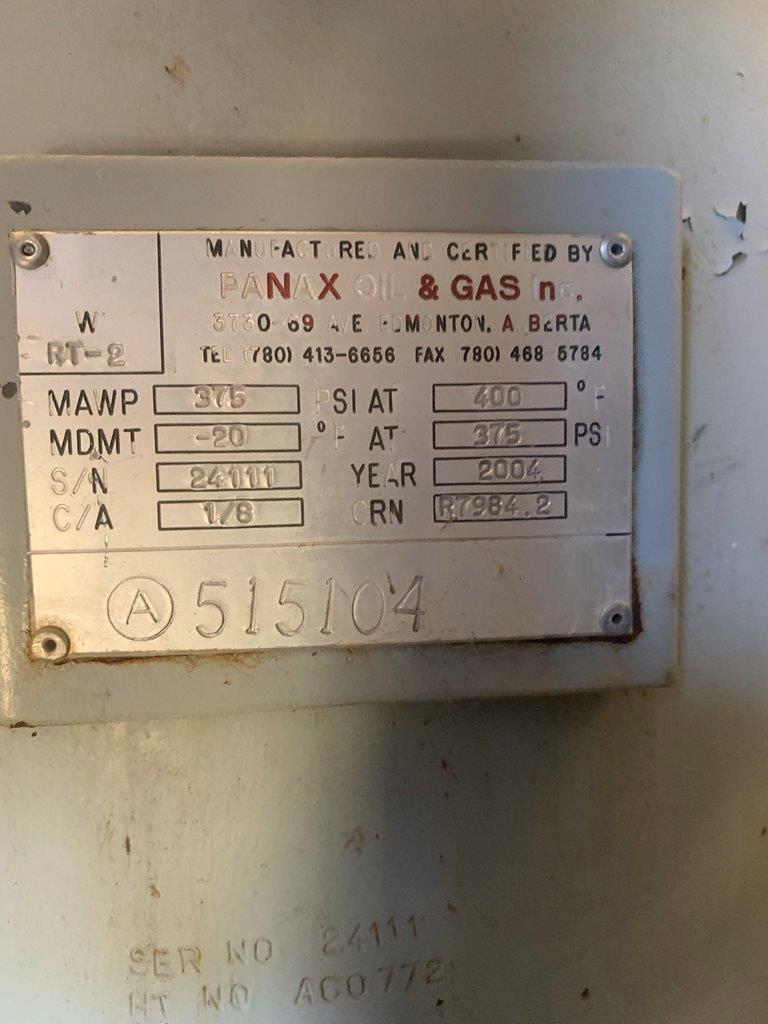 MANUFACTURED AND CERTIFIED BY
PANAX OIL & GAS Inc.
3730-69 AVE. EDMONTON, ALBERTA
TEL (780) 413-6656 FAX (780) 468-5784
W
RT-2
MAWP 375 PSI AT 400 °F
MDMT -20 °F AT 375 PSI
S/N 24111 YEAR 2004
C/A 1/8 CRN R7984.2
A 515104
SER NO 24111
HT NO AGO772